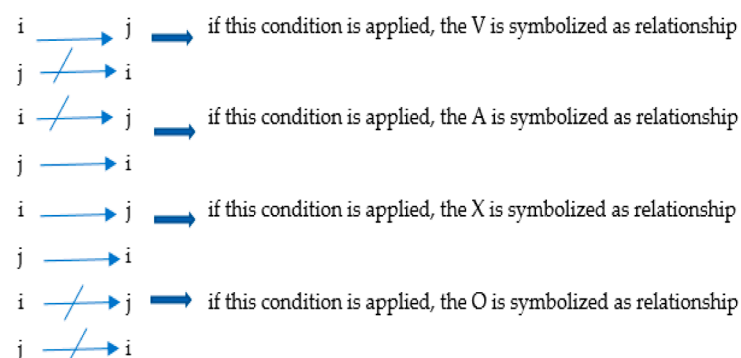 i j if this condition is applied, the V is symbolized as relationship
j i
i j if this condition is applied, the A is symbolized as relationship
j i
i j if this condition is applied, the X is symbolized as relationship
j i
i j if this condition is applied, the O is symbolized as relationship
j i